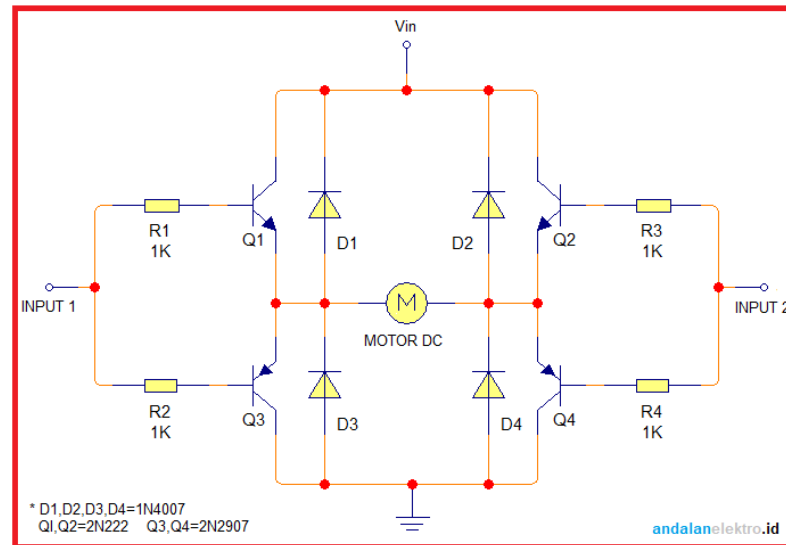 Vin
R1
1K
Q1
D1
D2
Q2
R3
1K
INPUT 1
M
MOTOR DC
INPUT 2
R2
1K
Q3
D3
D4
Q4
R4
1K
* D1,D2,D3,D4=1N4007
QI,Q2=2N222 Q3,Q4=2N2907
andalanelektro.id